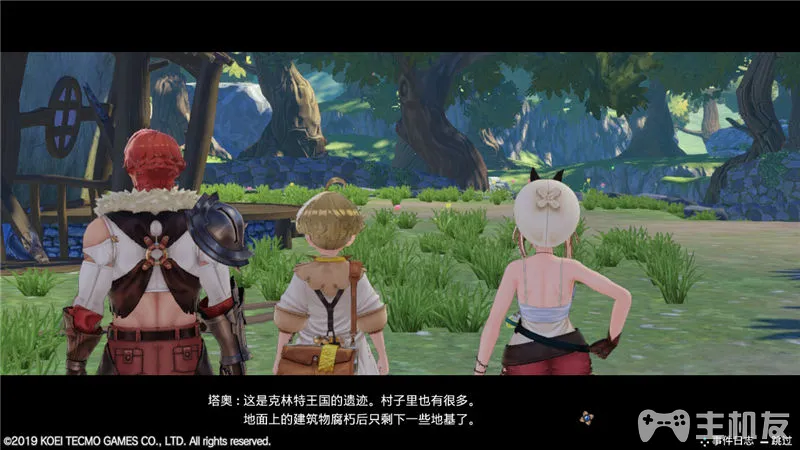 塔奥：这是克林特王国的遗迹。村子里也有很多。
地面上的建筑物腐朽后只剩下一些地基了。
©2019 KOEI TECMO GAMES CO., LTD. All rights reserved.
主机友
事件日志 跳过